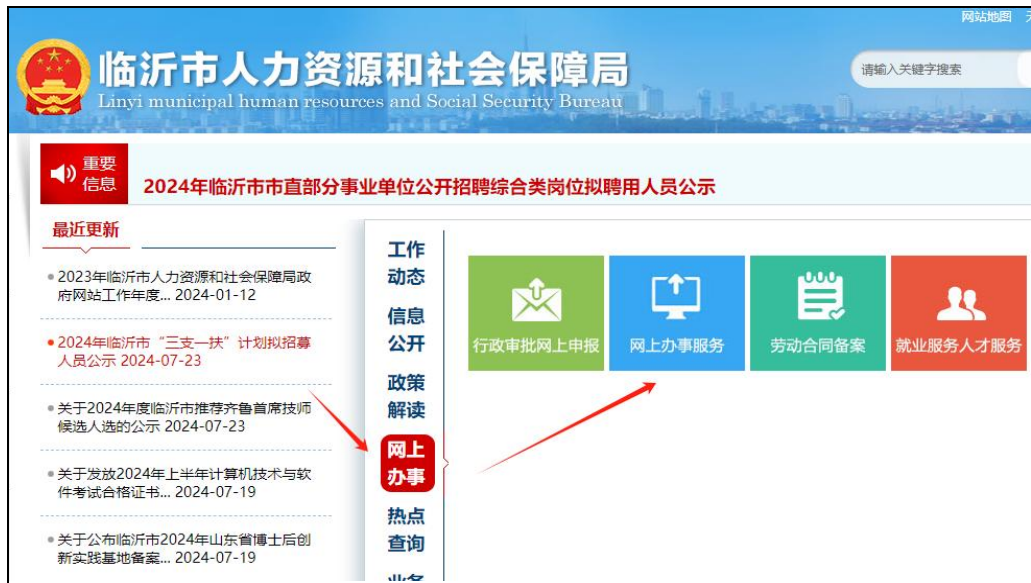 网站地图
临沂市人力资源和社会保障局
Linyi municipal human resources and Social Security Bureau
请输入关键字搜索
重要
信息
2024年临沂市市直部分事业单位公开招聘综合类岗位拟聘用人员公示
最近更新
2023年临沂市人力资源和社会保障局政
府网站工作年度... 2024-01-12
2024年临沂市“三支一扶”计划拟招募
人员公示 2024-07-23
关于2024年度临沂市推荐齐鲁首席技师
候选人选的公示 2024-07-23
关于发放2024年上半年计算机技术与软
件考试合格证书... 2024-07-19
关于公布临沂市2024年山东省博士后创
新实践基地备案... 2024-07-19
工作
动态
信息
公开
政策
解读
网上
办事
热点
查询
行政审批网上申报
网上办事服务
劳动合同备案
就业服务人才服务